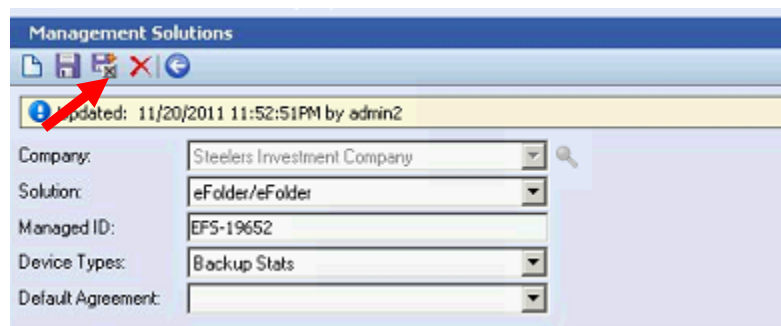 Management Solutions
Updated: 11/20/2011 11:52:51PM by admin2
Company: Steelers Investment Company
Solution: eFolder/eFolder
Managed ID: EFS-19652
Device Types: Backup Stats
Default Agreement: